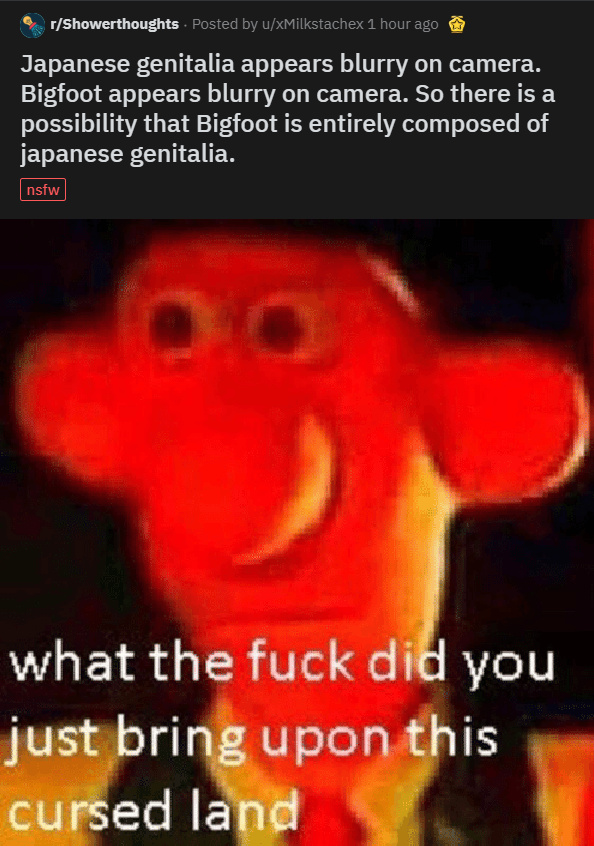 r/Showerthoughts · Posted by u/xMilkstachex 1 hour ago
Japanese genitalia appears blurry on camera.
Bigfoot appears blurry on camera. So there is a
possibility that Bigfoot is entirely composed of
japanese genitalia.
nsfw
what the fuck did you
just bring upon this
cursed land